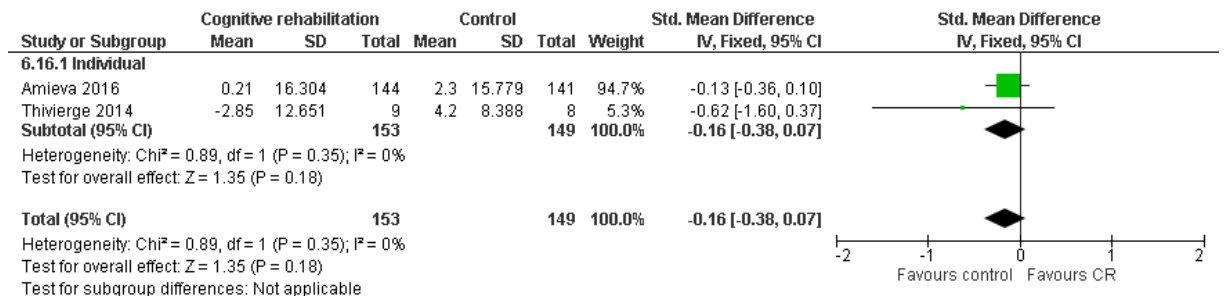 Cognitive rehabilitation Control Std. Mean Difference Std. Mean Difference
Study or Subgroup Mean SD Total Mean SD Total Weight IV, Fixed, 95% CI IV, Fixed, 95% CI
6.16.1 Individual
Amieva 2016 0.21 16.304 144 2.3 15.779 141 94.7% -0.13 [-0.36, 0.10]
Thivierge 2014 -2.85 12.651 9 4.2 8.388 8 5.3% -0.62 [-1.60, 0.37]
Subtotal (95% CI) 153 149 100.0% -0.16 [-0.38, 0.07]
Heterogeneity: Chi² = 0.89, df = 1 (P = 0.35); I² = 0%
Test for overall effect: Z = 1.35 (P = 0.18)
Total (95% CI) 153 149 100.0% -0.16 [-0.38, 0.07]
Heterogeneity: Chi² = 0.89, df = 1 (P = 0.35); I² = 0%
Test for overall effect: Z = 1.35 (P = 0.18)
Test for subgroup differences: Not applicable
-2 -1 0 1 2
Favours control Favours CR